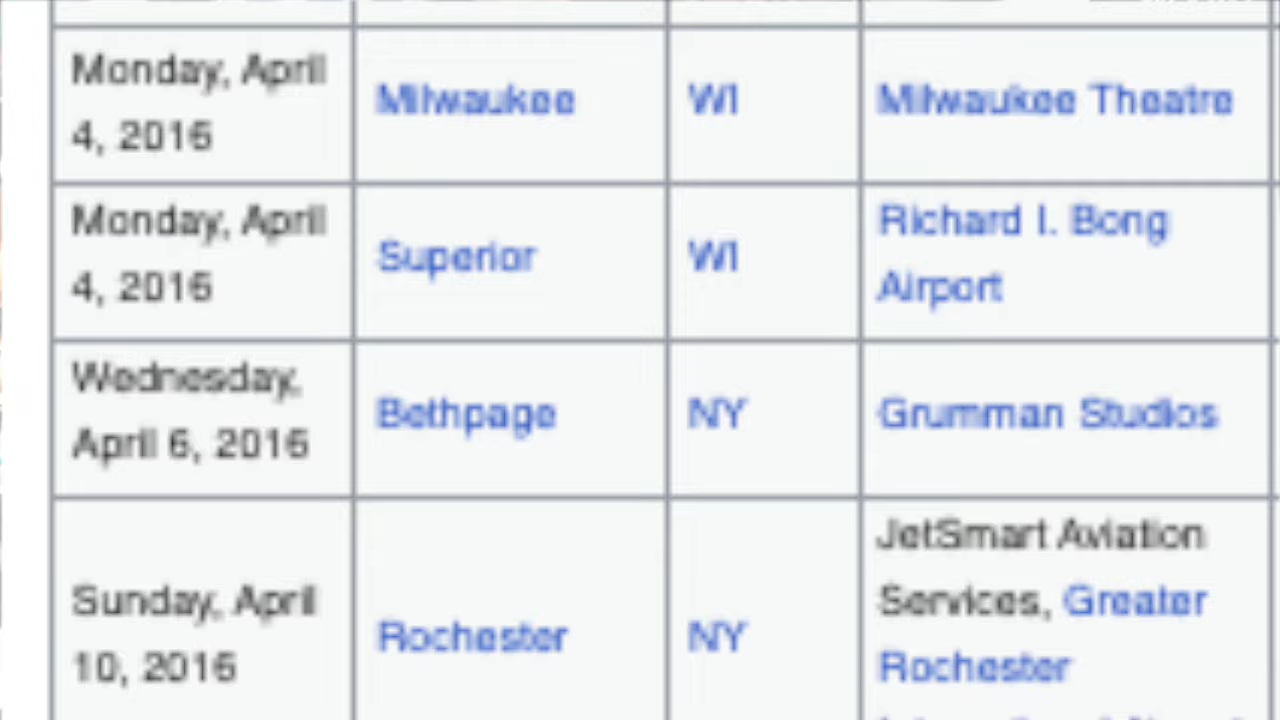 Monday, April
4, 2016
Milwaukee
WI
Milwaukee Theatre
Monday, April
4, 2016
Superior
WI
Richard I. Bong
Airport
Wednesday,
April 6, 2016
Bethpage
NY
Grumman Studios
Sunday, April
10, 2016
Rochester
NY
JetSmart Aviation
Services, Greater
Rochester